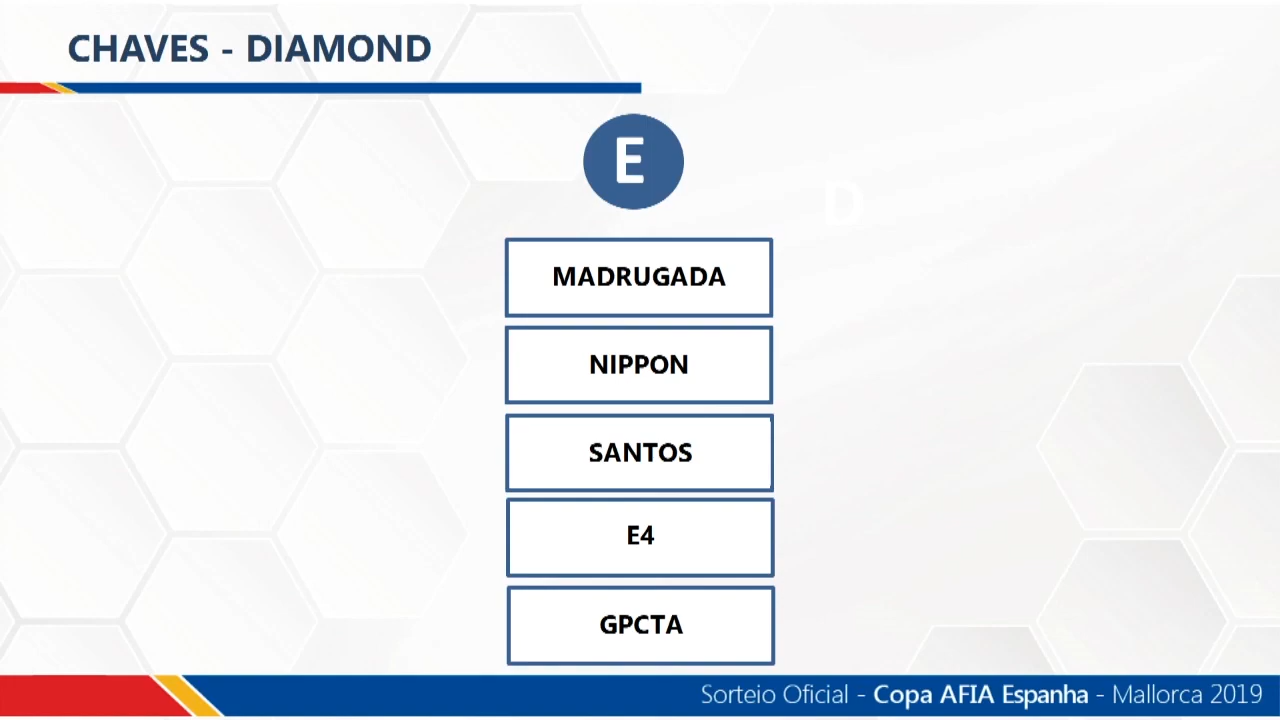 CHAVES - DIAMOND
E
D
MADRUGADA
NIPPON
SANTOS
E4
GPCTA
Sorteio Oficial - Copa AFIA Espanha - Mallorca 2019